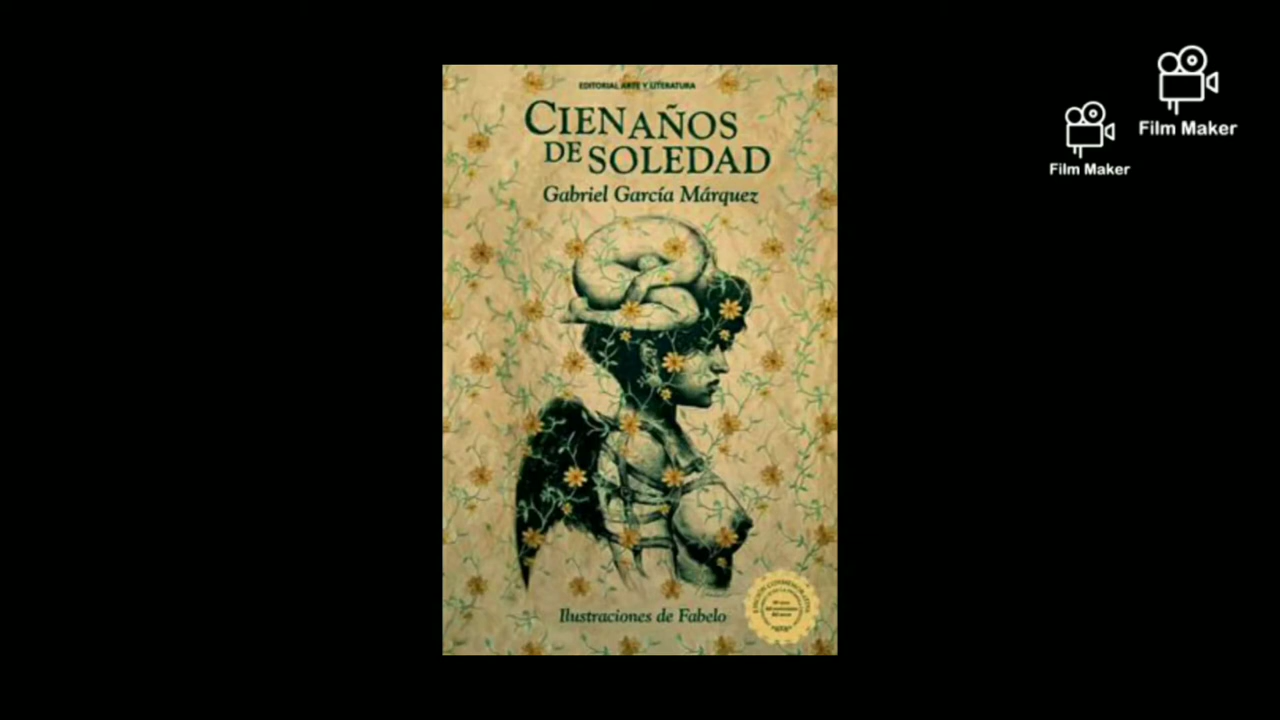 EDITORIAL ARTE Y LITERATURA
CIEN AÑOS
DE SOLEDAD
Gabriel García Márquez
Ilustraciones de Fabelo
Film Maker
Film Maker